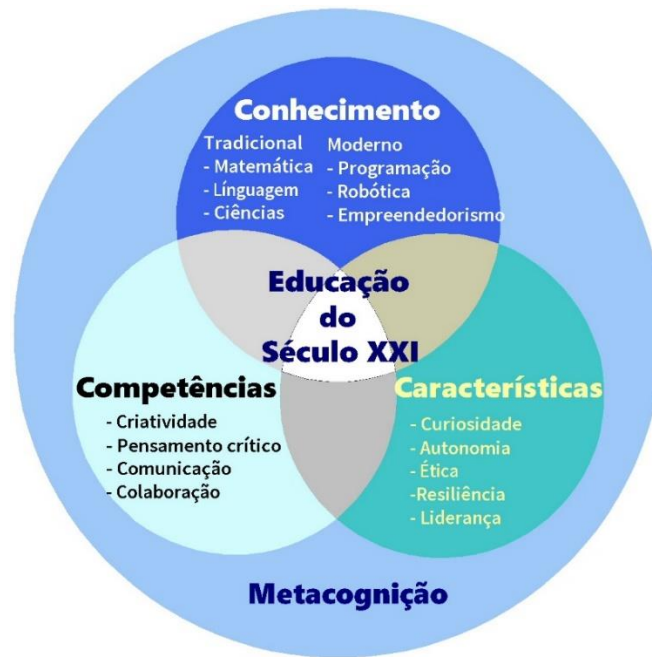 Conhecimento
Tradicional
- Matemática
- Línguagem
- Ciências
Moderno
- Programação
- Robótica
- Empreendedorismo
Educação
do
Século XXI
Competências
- Criatividade
- Pensamento crítico
- Comunicação
- Colaboração
Características
- Curiosidade
- Autonomia
- Ética
-Resiliência
- Liderança
Metacognição